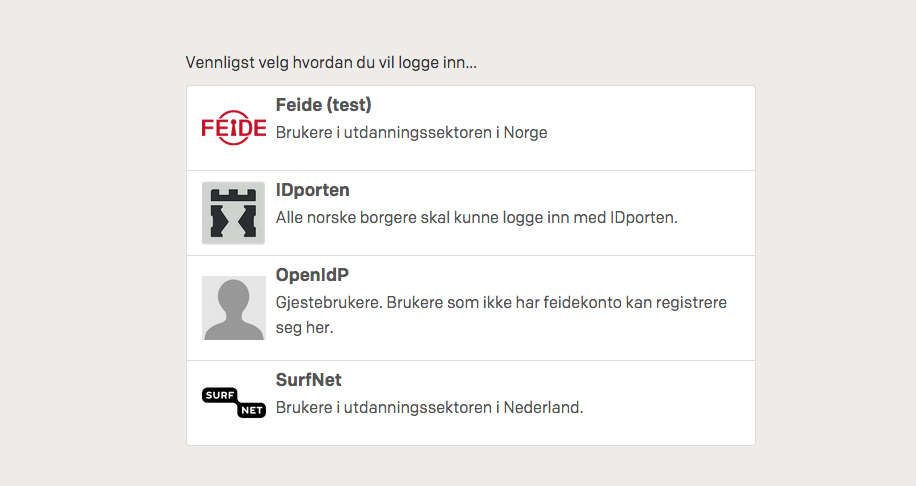 Vennligst velg hvordan du vil logge inn...
Feide (test)
FEIDE
Brukere i utdanningssektoren i Norge
IDporten
Alle norske borgere skal kunne logge inn med IDporten.
OpenIdP
Gjestebrukere. Brukere som ikke har feidekonto kan registrere
seg her.
SurfNet
SURF
NET
Brukere i utdanningssektoren i Nederland.